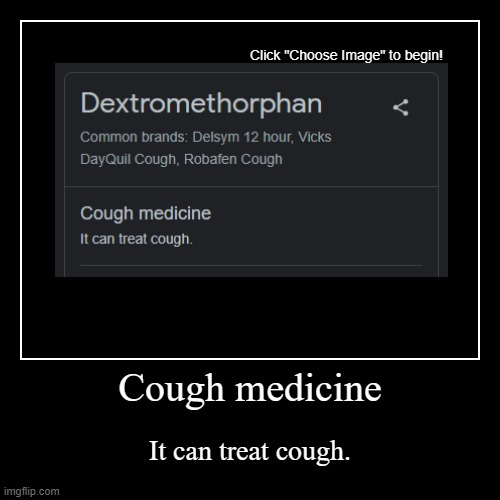 Click "Choose Image" to begin!
Dextromethorphan
Common brands: Delsym 12 hour, Vicks
DayQuil Cough, Robafen Cough
Cough medicine
It can treat cough.
Cough medicine
It can treat cough.
imgflip.com